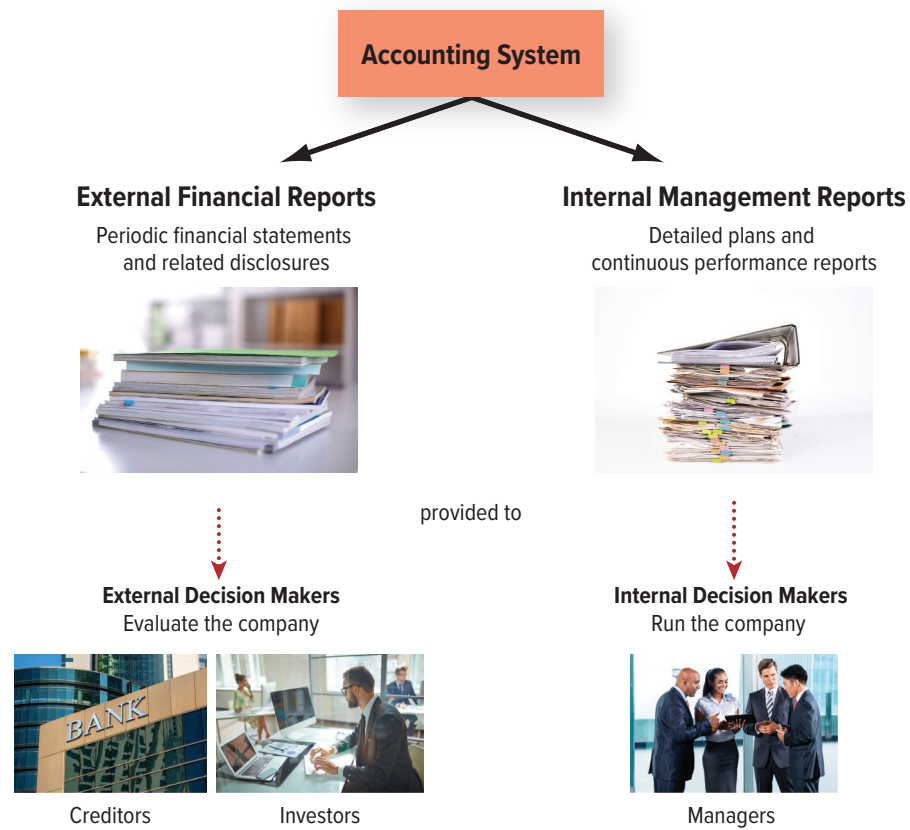 Accounting System
External Financial Reports
Periodic financial statements
and related disclosures
Internal Management Reports
Detailed plans and
continuous performance reports
provided to
External Decision Makers
Evaluate the company
Internal Decision Makers
Run the company
BANK
Creditors
Investors
Managers